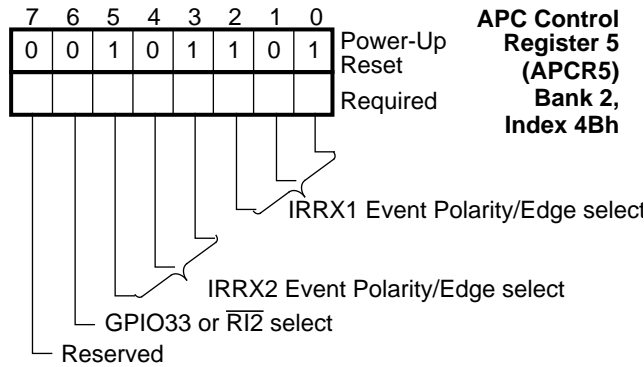 7 6 5 4 3 2 1 0
0 0 1 0 1 1 0 1
Power-Up
Reset
Required
APC Control
Register 5
(APCR5)
Bank 2,
Index 4Bh
IRRX1 Event Polarity/Edge select
IRRX2 Event Polarity/Edge select
GPIO33 or RI2 select
Reserved